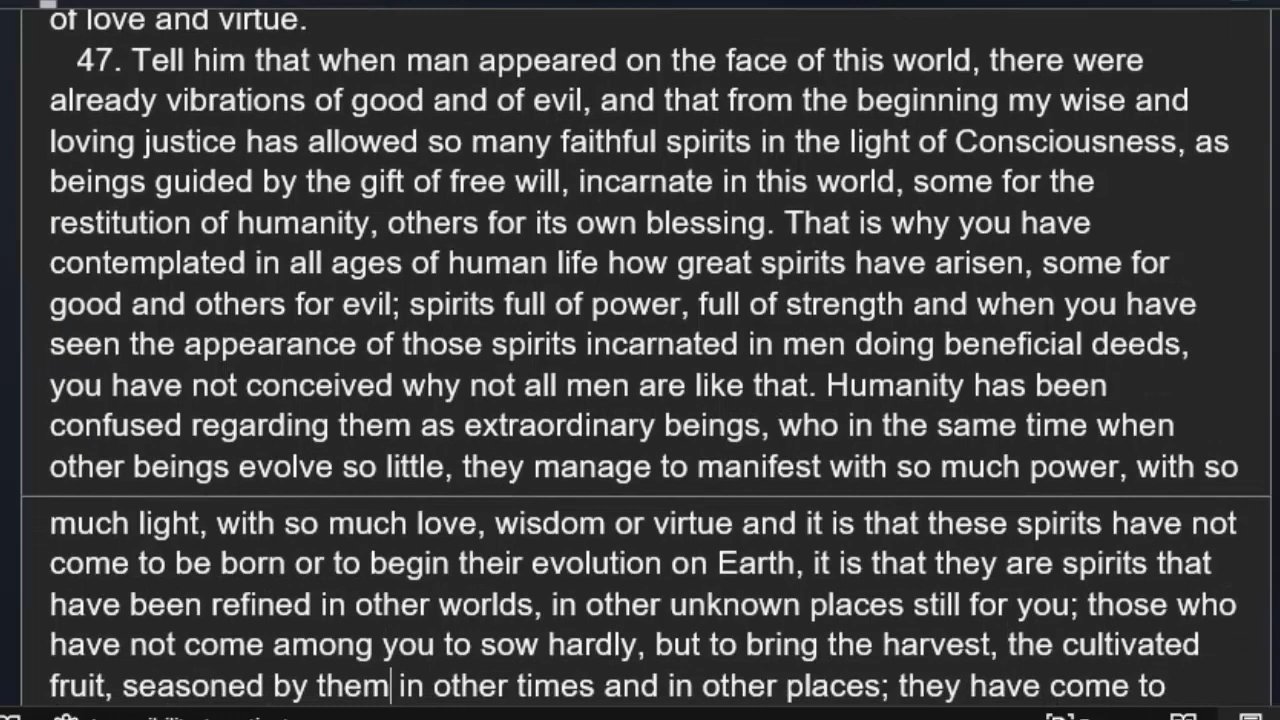 of love and virtue.
47. Tell him that when man appeared on the face of this world, there were
already vibrations of good and of evil, and that from the beginning my wise and
loving justice has allowed so many faithful spirits in the light of Consciousness, as
beings guided by the gift of free will, incarnate in this world, some for the
restitution of humanity, others for its own blessing. That is why you have
contemplated in all ages of human life how great spirits have arisen, some for
good and others for evil; spirits full of power, full of strength and when you have
seen the appearance of those spirits incarnated in men doing beneficial deeds,
you have not conceived why not all men are like that. Humanity has been
confused regarding them as extraordinary beings, who in the same time when
other beings evolve so little, they manage to manifest with so much power, with so
much light, with so much love, wisdom or virtue and it is that these spirits have not
come to be born or to begin their evolution on Earth, it is that they are spirits that
have been refined in other worlds, in other unknown places still for you; those who
have not come among you to sow hardly, but to bring the harvest, the cultivated
fruit, seasoned by them in other times and in other places; they have come to